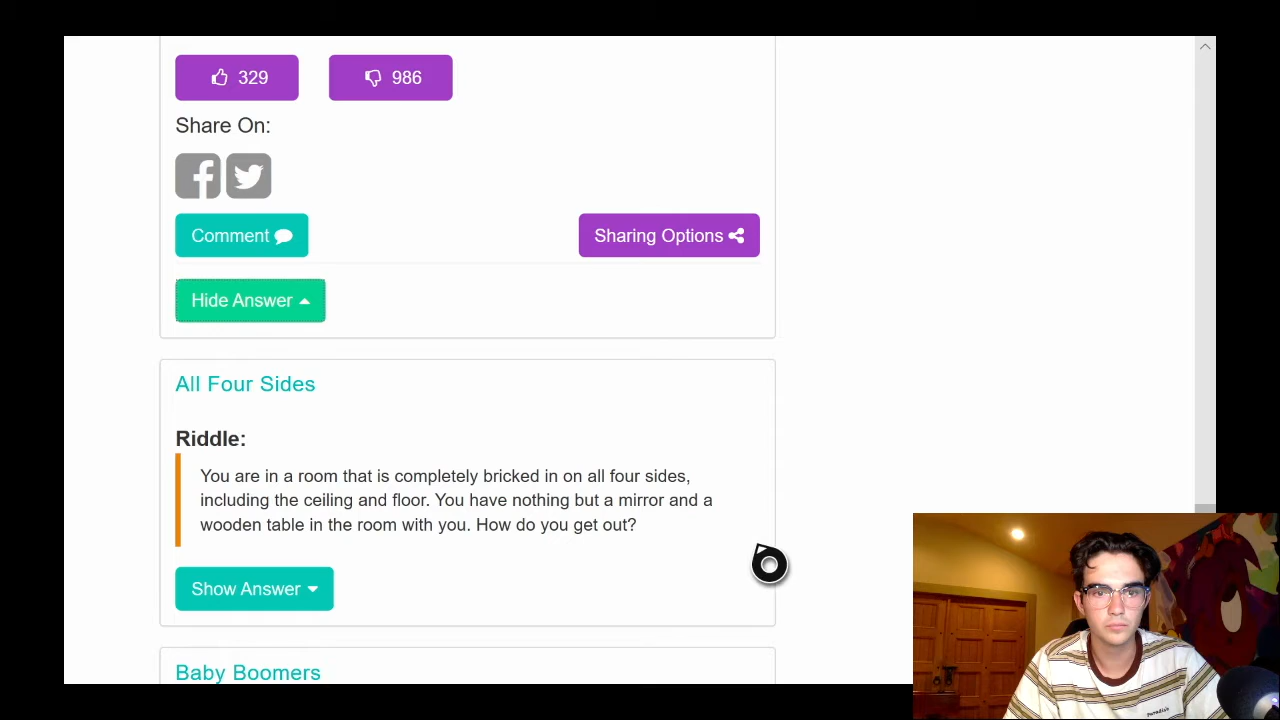 329 986
Share On:
Comment Sharing Options
Hide Answer
All Four Sides
Riddle:
You are in a room that is completely bricked in on all four sides,
including the ceiling and floor. You have nothing but a mirror and a
wooden table in the room with you. How do you get out?
Show Answer
Baby Boomers